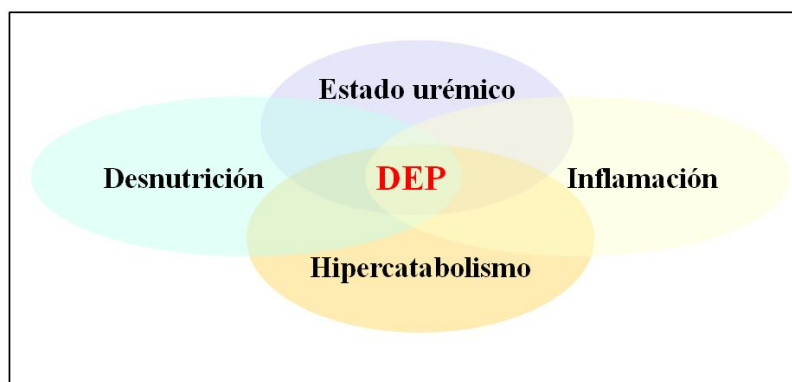 Estado urémico
Desnutrición
DEP
Inflamación
Hipercatabolismo